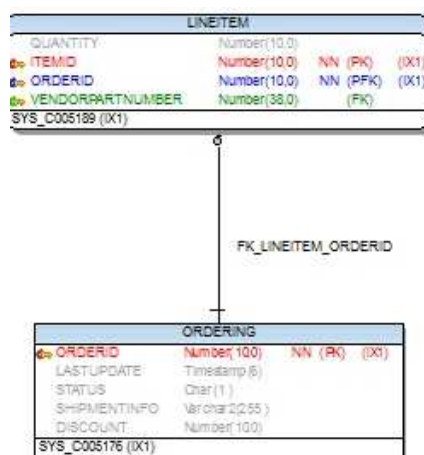 LINEITEM
QUANTITY Number(10,0)
ITEMID Number(10,0) NN (PK) (IX1)
ORDERID Number(10,0) NN (PFK) (IX1)
VENDORPARTNUMBER Number(38,0) (FK)
SYS_C005189 (IX1)
FK_LINEITEM_ORDERID
ORDERING
ORDERID Number(10,0) NN (PK) (IX1)
LASTUPDATE Timestamp(6)
STATUS Char(1)
SHIPMENTINFO Varchar2(255)
DISCOUNT Number(10,0)
SYS_C005176 (IX1)